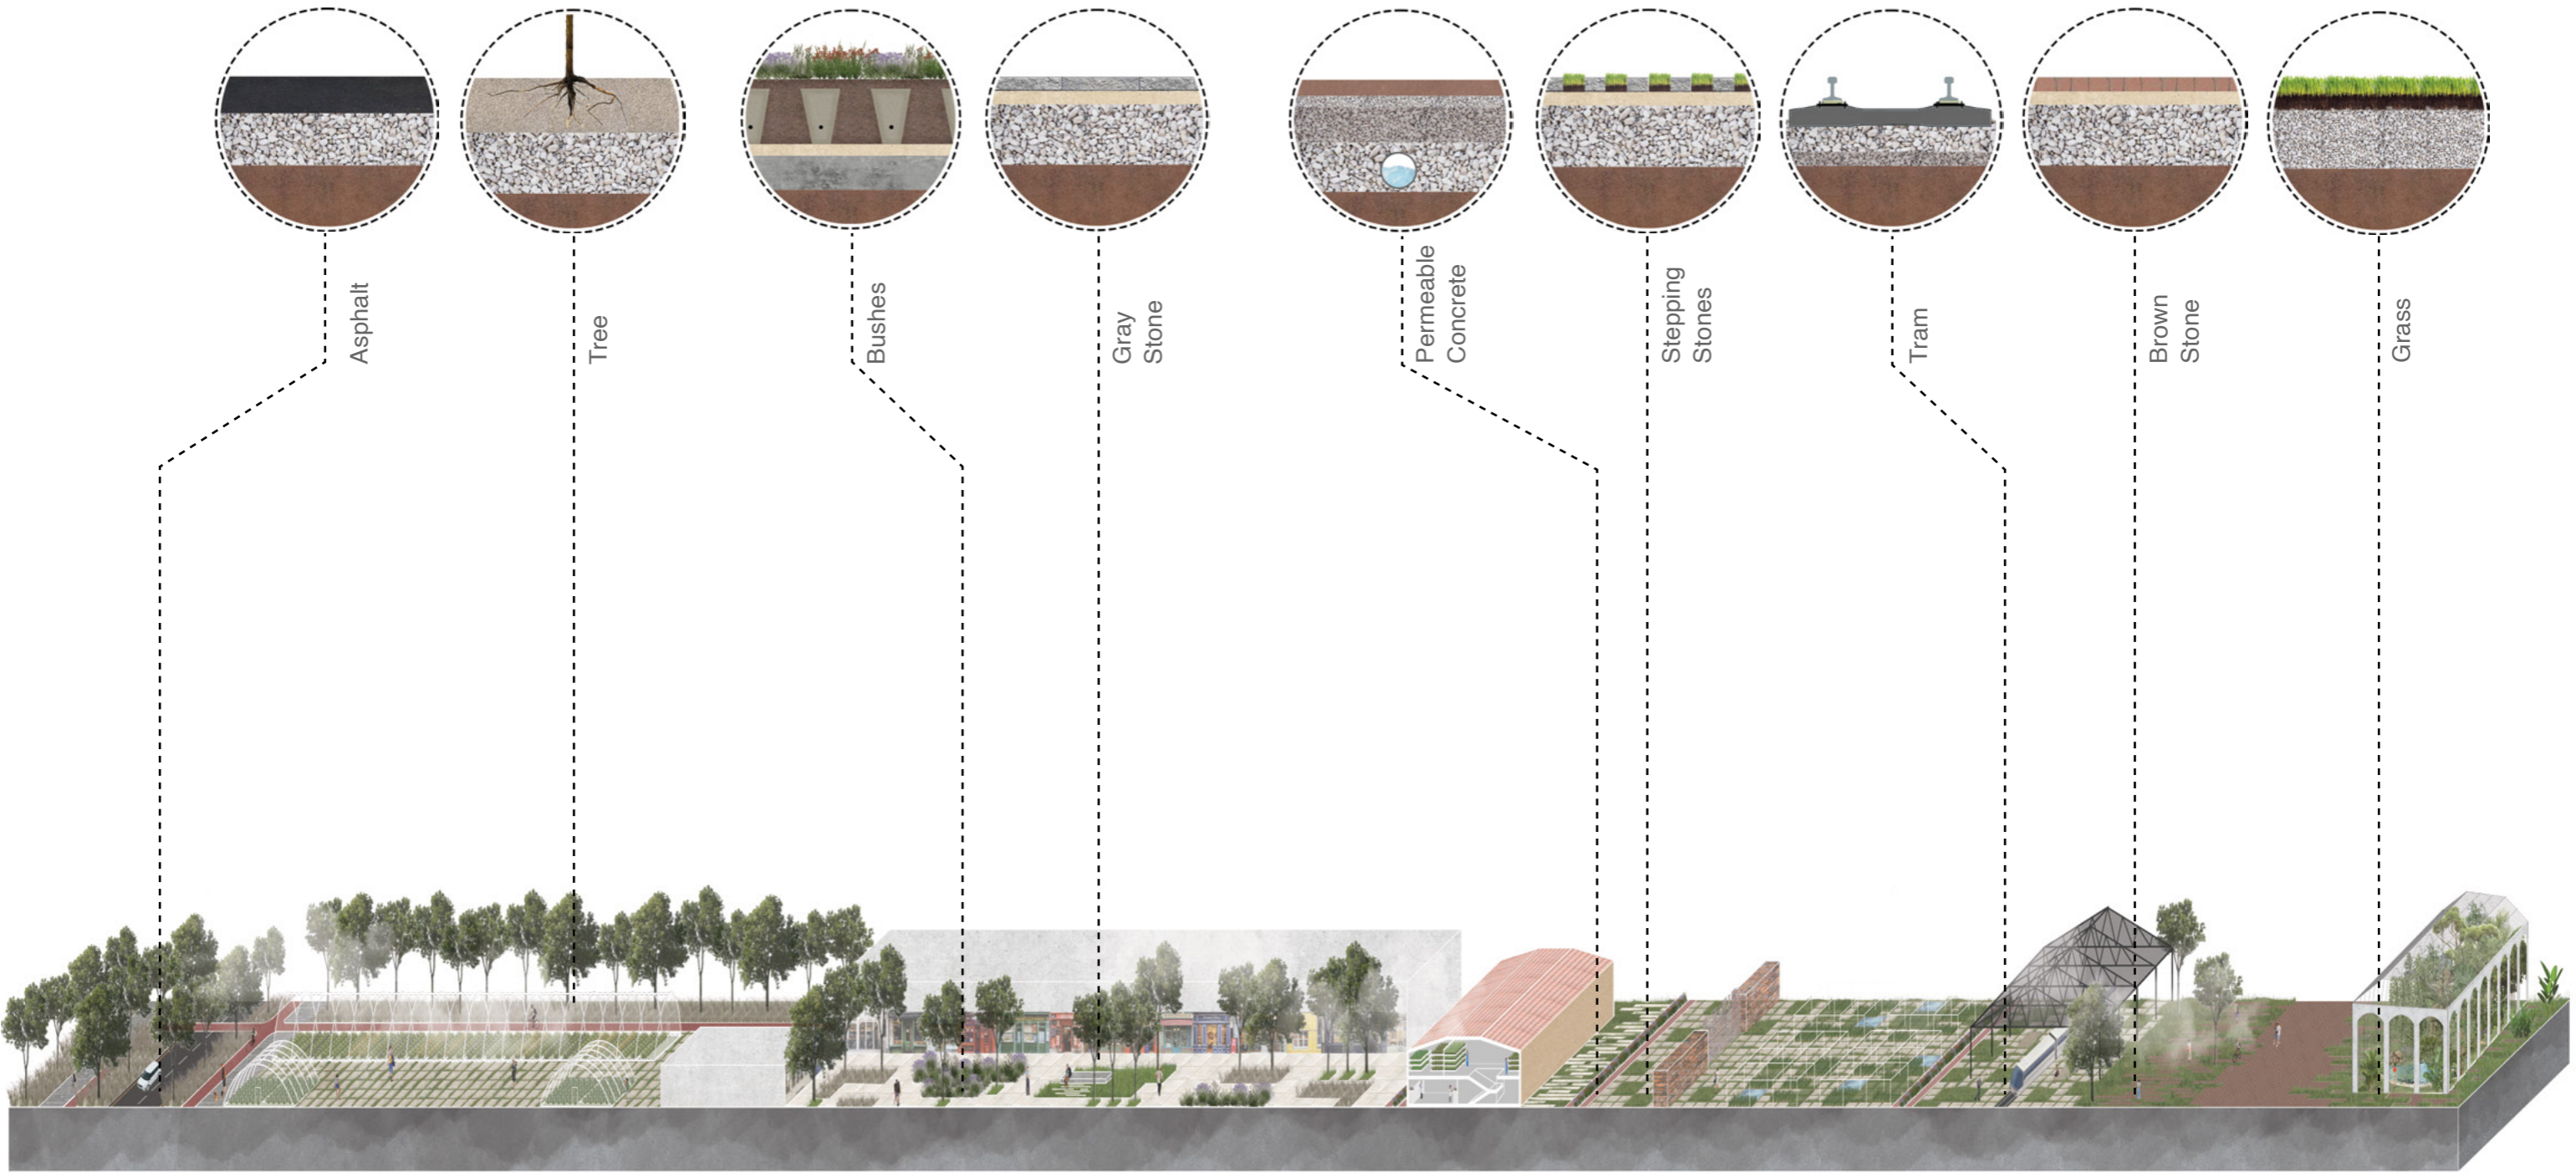 Asphalt
Tree
Bushes
Gray
Stone
Permeable
Concrete
Stepping
Stones
Tram
Brown
Stone
Grass